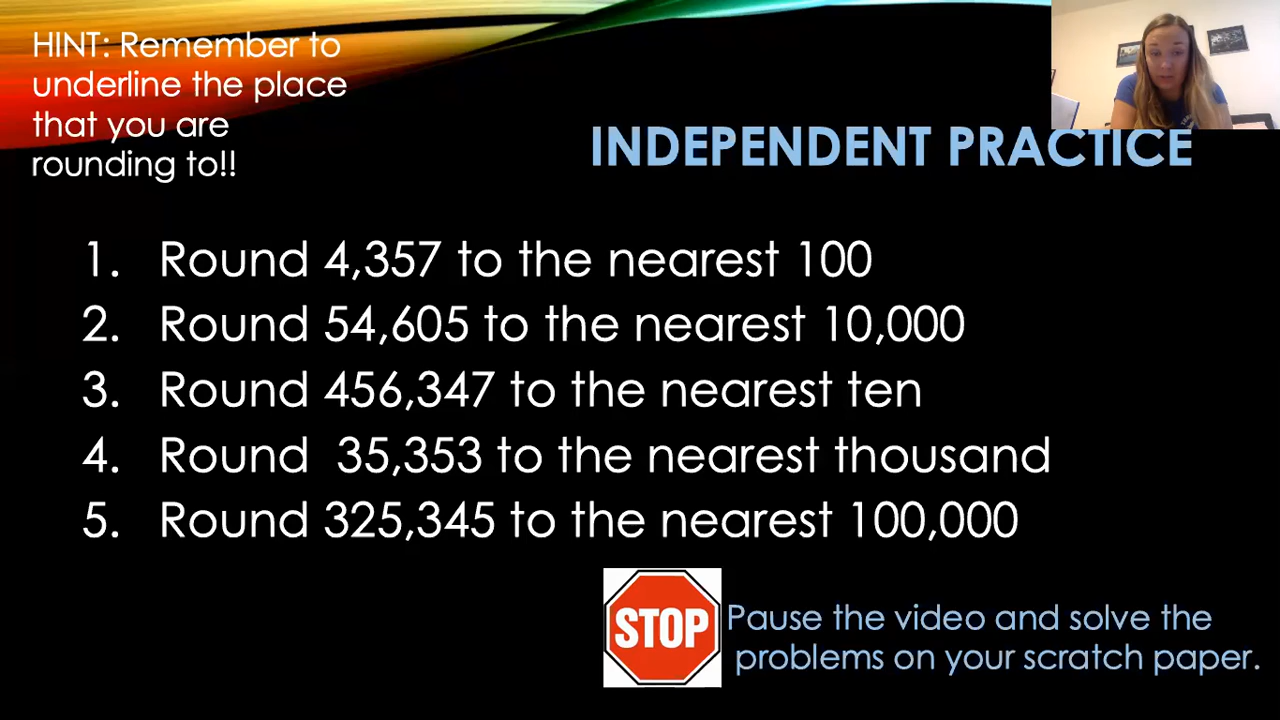 HINT: Remember to
underline the place
that you are
rounding to!!
INDEPENDENT PRACTICE
1. Round 4,357 to the nearest 100
2. Round 54,605 to the nearest 10,000
3. Round 456,347 to the nearest ten
4. Round 35,353 to the nearest thousand
5. Round 325,345 to the nearest 100,000
STOP
Pause the video and solve the
problems on your scratch paper.